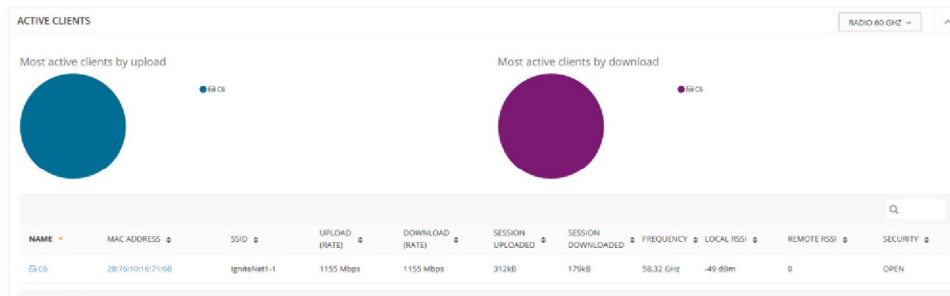 ACTIVE CLIENTS
RADIO 60 GHZ
Most active clients by upload
Most active clients by download
C6
C6
NAME MAC ADDRESS SSID UPLOAD (RATE) DOWNLOAD (RATE) SESSION UPLOADED SESSION DOWNLOADED FREQUENCY LOCAL RSSI REMOTE RSSI SECURITY
C6 28:76:10:16:71:6B IgniteNet1-1 1155 Mbps 1155 Mbps 312kB 179kB 58.32 GHz -49 dBm 0 OPEN